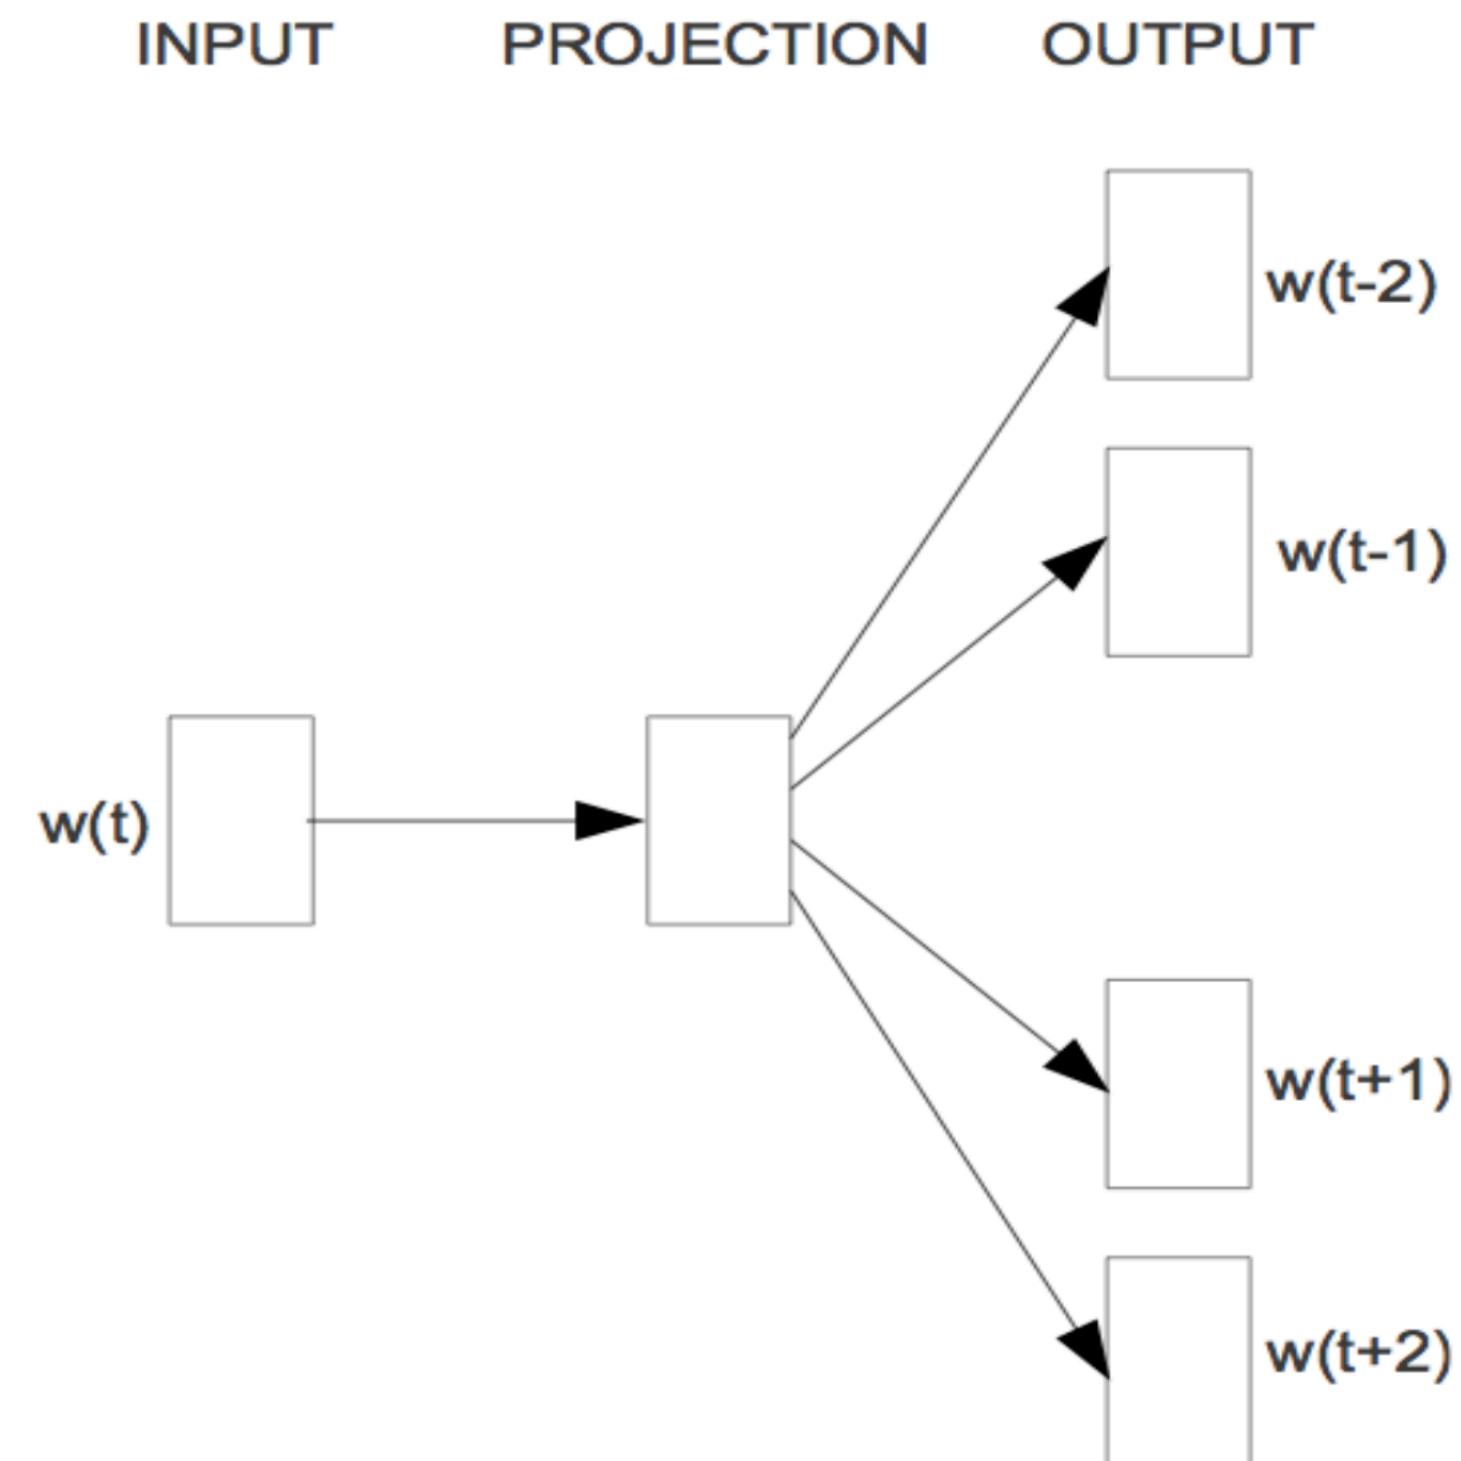 INPUT PROJECTION OUTPUT
w(t-2)
w(t-1)
w(t)
w(t+1)
w(t+2)